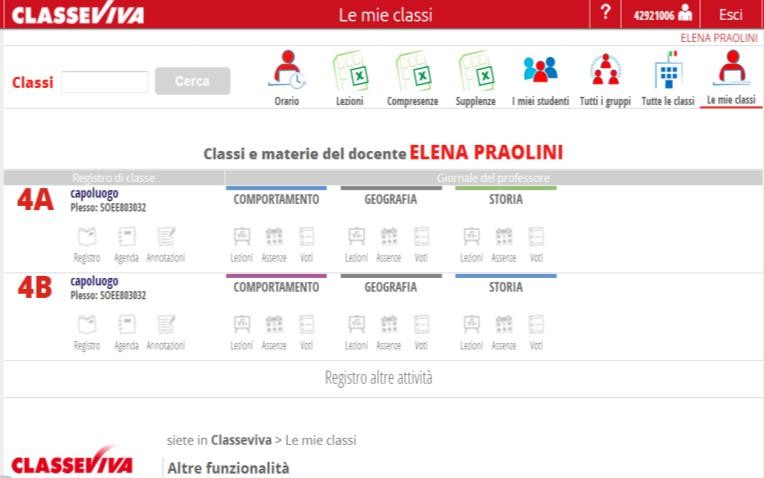 CLASSEVIVA
Le mie classi
?
42921006
Esci
ELENA PRAOLINI
Classi
Cerca
Orario
Lezioni
Compresenze
Supplenze
I miei studenti
Tutti i gruppi
Tutte le classi
Le mie classi
Classi e materie del docente ELENA PRAOLINI
Registro di classe
Giornale del professore
4A
capoluogo
Plesso: SOEE803032
COMPORTAMENTO
GEOGRAFIA
STORIA
Registro Agenda Annotazioni
Lezioni Assenze Voti
Lezioni Assenze Voti
Lezioni Assenze Voti
4B
capoluogo
Plesso: SOEE803032
COMPORTAMENTO
GEOGRAFIA
STORIA
Registro Agenda Annotazioni
Lezioni Assenze Voti
Lezioni Assenze Voti
Lezioni Assenze Voti
Registro altre attività
siete in Classeviva > Le mie classi
CLASSEVIVA
Altre funzionalità